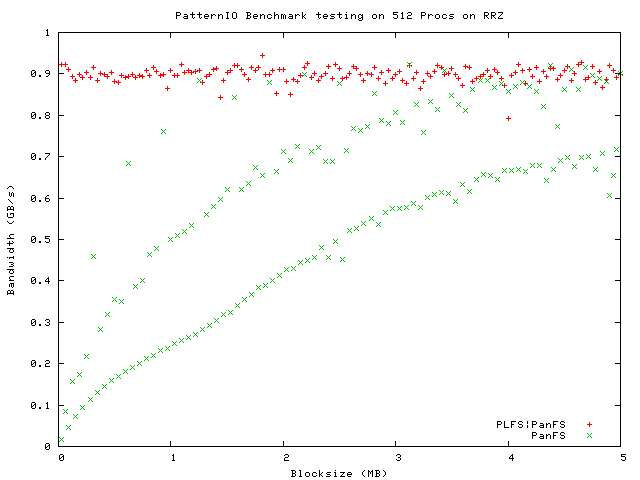 PatternIO Benchmark testing on 512 Procs on RRZ
1
0.9
0.8
0.7
0.6
0.5
0.4
0.3
0.2
0.1
0
Bandwidth (GB/s)
PLFS|PanFS
PanFS
0 1 2 3 4 5
Blocksize (MB)